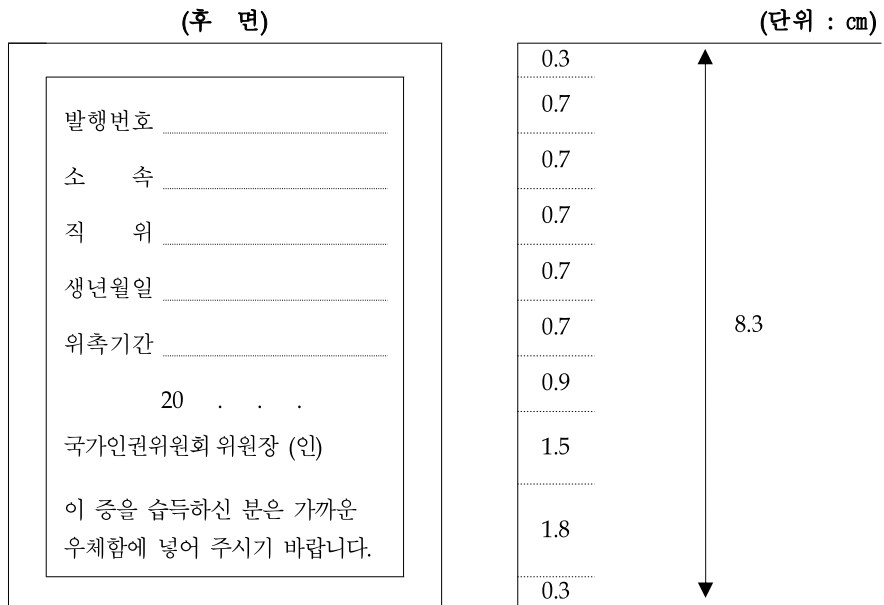 (후 면)
(단위 : ㎝)
발행번호
소 속
직 위
생년월일
위촉기간
20 . . .
국가인권위원회 위원장 (인)
이 증을 습득하신 분은 가까운
우체함에 넣어 주시기 바랍니다.
0.3
0.7
0.7
0.7
0.7
0.7
0.9
1.5
1.8
0.3
8.3